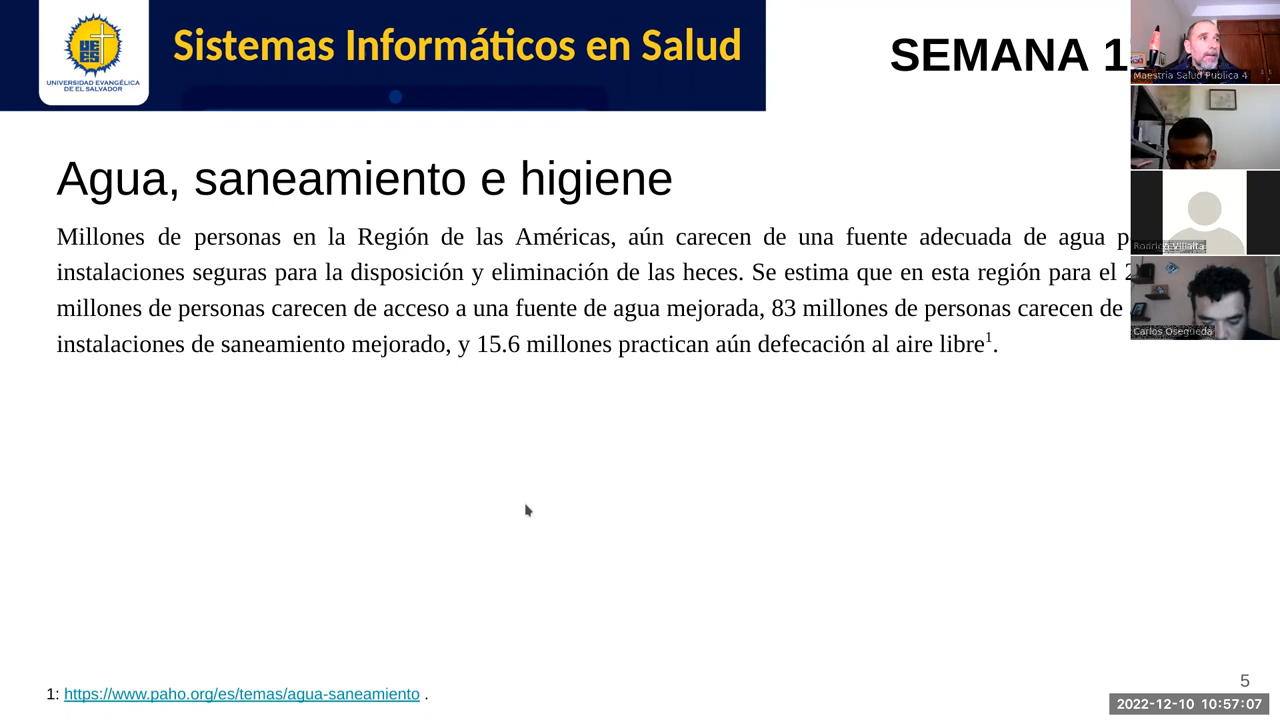 UEES
UNIVERSIDAD EVANGÉLICA
DE EL SALVADOR
Sistemas Informáticos en Salud
SEMANA 1
Maestria Salud Publica 4
Rodrigo Villalta
Carlos Osegueda
Agua, saneamiento e higiene
Millones de personas en la Región de las Américas, aún carecen de una fuente adecuada de agua
instalaciones seguras para la disposición y eliminación de las heces. Se estima que en esta región para el
millones de personas carecen de acceso a una fuente de agua mejorada, 83 millones de personas carecen de
instalaciones de saneamiento mejorado, y 15.6 millones practican aún defecación al aire libre1.
1: https://www.paho.org/es/temas/agua-saneamiento .
5
2022-12-10 10:57:07